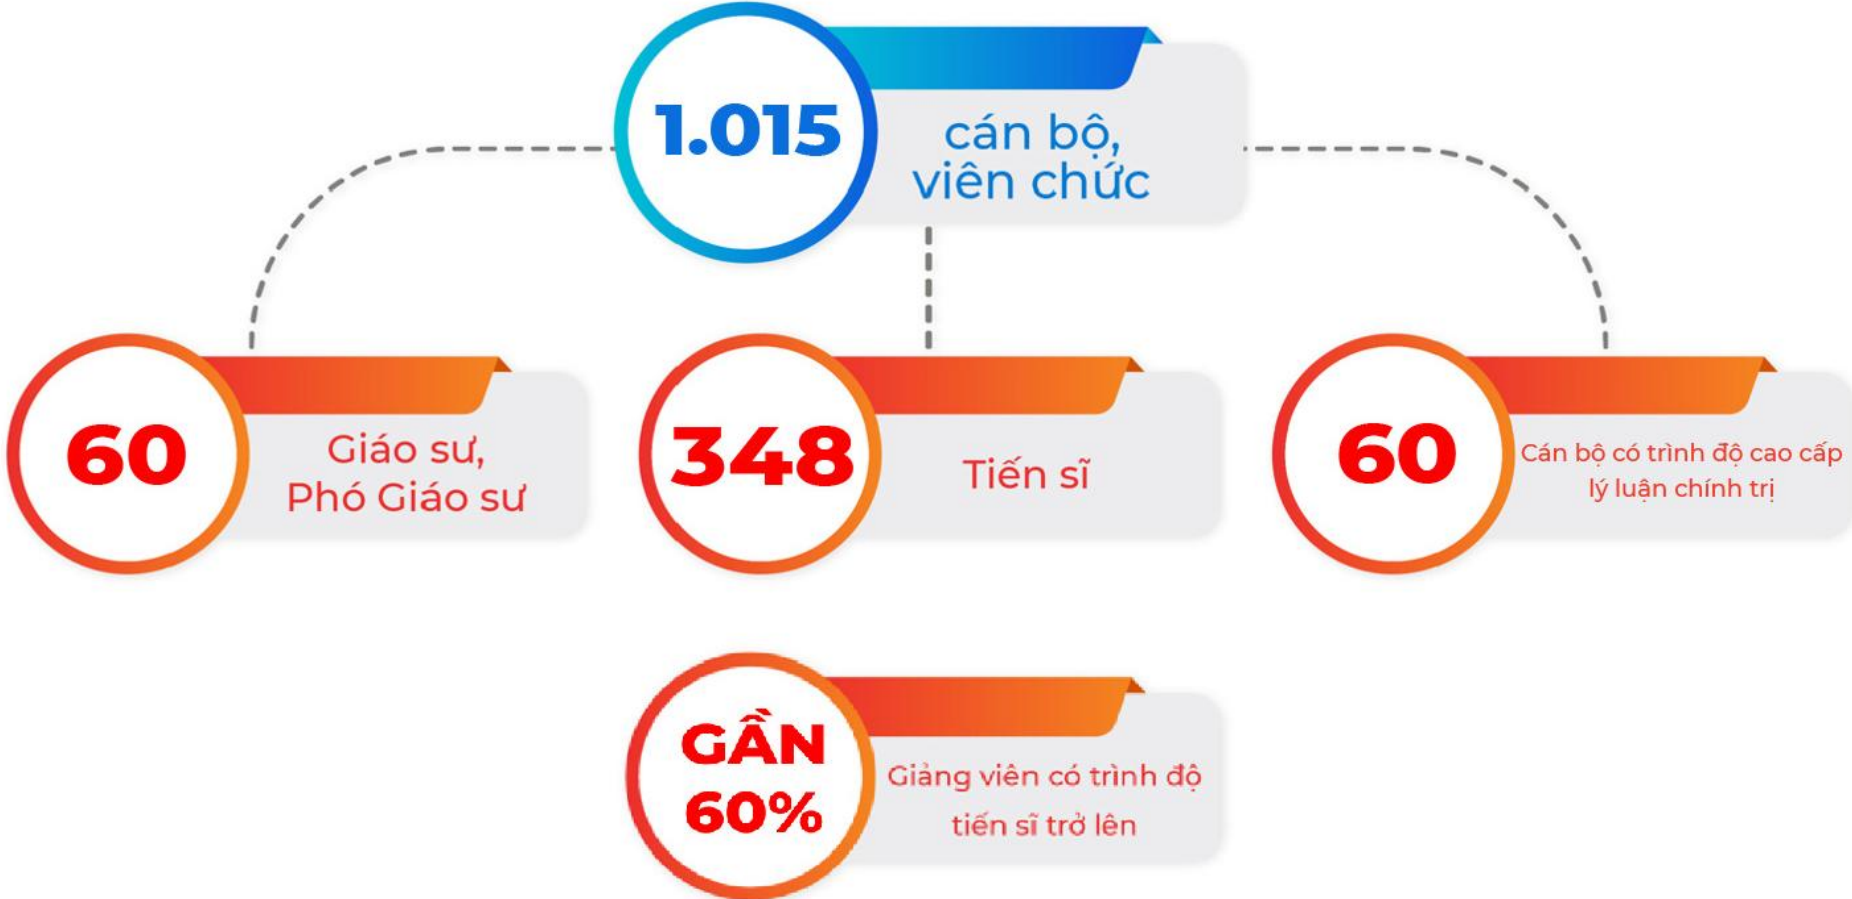 1.015
cán bộ,
viên chức
60
Giáo sư,
Phó Giáo sư
348
Tiến sĩ
60
Cán bộ có trình độ cao cấp
lý luận chính trị
GẦN
60%
Giảng viên có trình độ
tiến sĩ trở lên